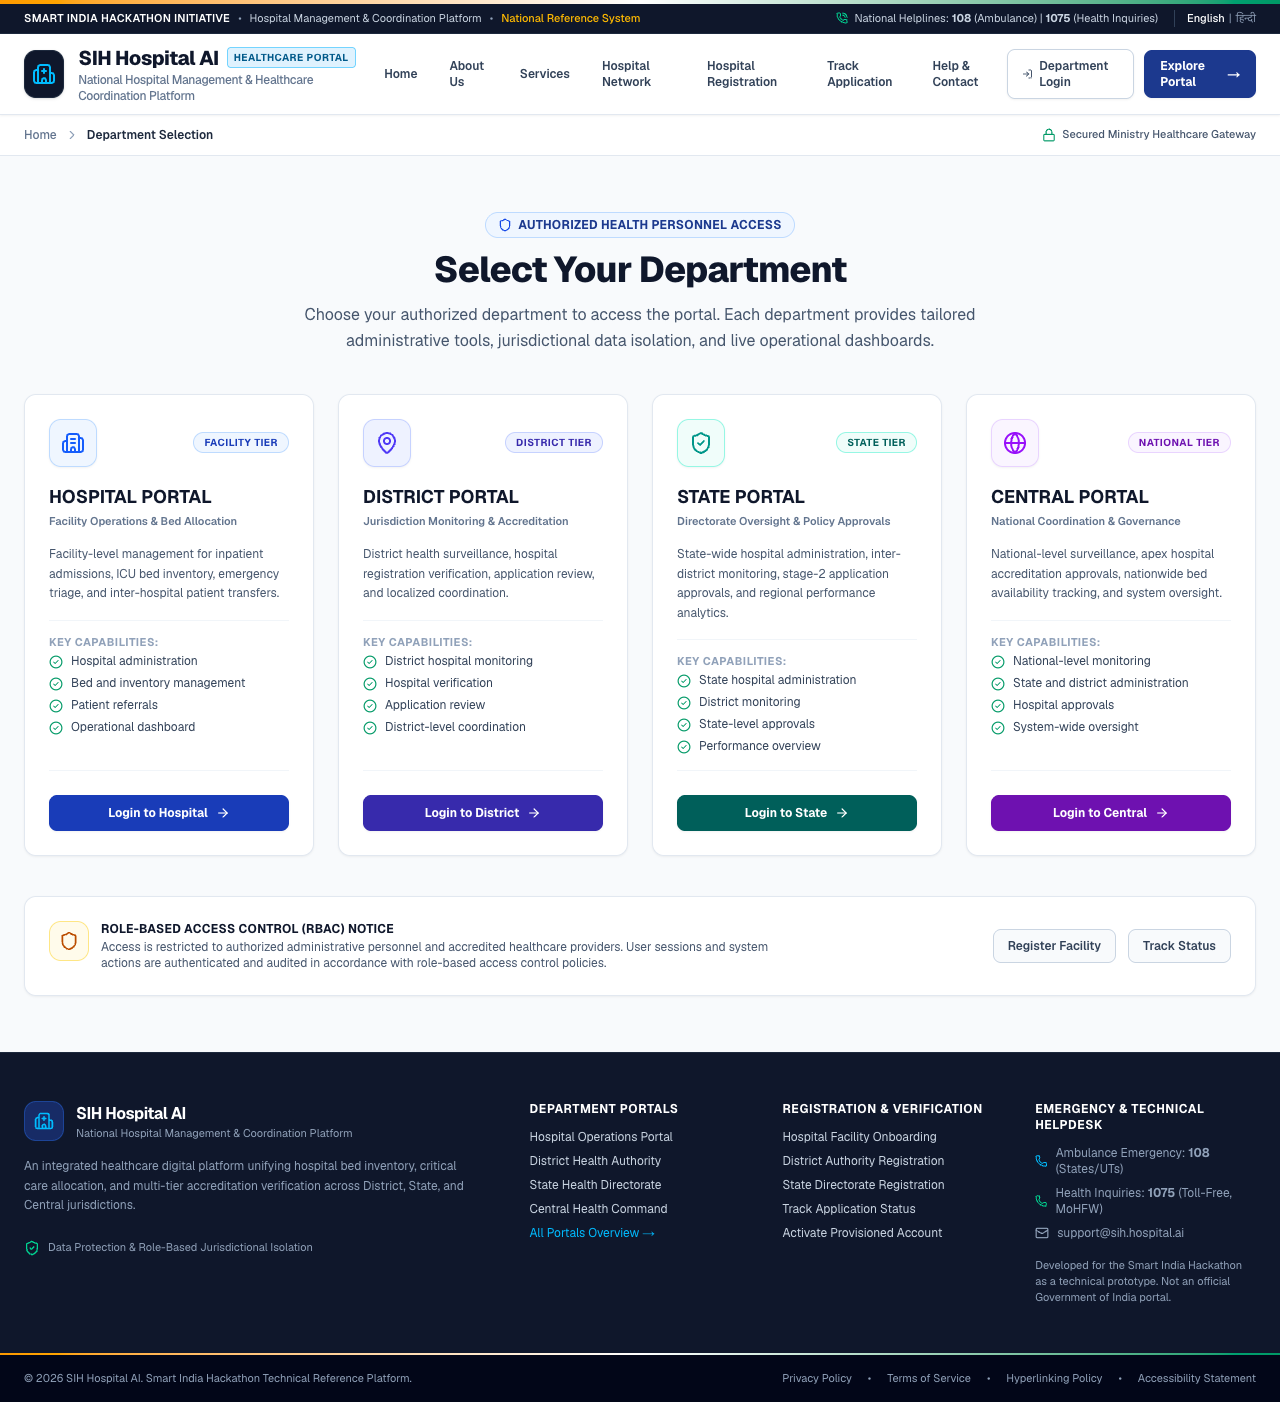 SMART INDIA HACKATHON INITIATIVE • Hospital Management & Coordination Platform • National Reference System
National Helplines: 108 (Ambulance) | 1075 (Health Inquiries)
English | हिन्दी
SIH Hospital AI HEALTHCARE PORTAL
National Hospital Management & Healthcare
Coordination Platform
Home
About
Us
Services
Hospital
Network
Hospital
Registration
Track
Application
Help &
Contact
Department
Login
Explore
Portal →
Home > Department Selection
Secured Ministry Healthcare Gateway
AUTHORIZED HEALTH PERSONNEL ACCESS
Select Your Department
Choose your authorized department to access the portal. Each department provides tailored
administrative tools, jurisdictional data isolation, and live operational dashboards.
FACILITY TIER
HOSPITAL PORTAL
Facility Operations & Bed Allocation
Facility-level management for inpatient
admissions, ICU bed inventory, emergency
triage, and inter-hospital patient transfers.
KEY CAPABILITIES:
Hospital administration
Bed and inventory management
Patient referrals
Operational dashboard
Login to Hospital →
DISTRICT TIER
DISTRICT PORTAL
Jurisdiction Monitoring & Accreditation
District health surveillance, hospital
registration verification, application review,
and localized coordination.
KEY CAPABILITIES:
District hospital monitoring
Hospital verification
Application review
District-level coordination
Login to District →
STATE TIER
STATE PORTAL
Directorate Oversight & Policy Approvals
State-wide hospital administration, inter-
district monitoring, stage-2 application
approvals, and regional performance
analytics.
KEY CAPABILITIES:
State hospital administration
District monitoring
State-level approvals
Performance overview
Login to State →
NATIONAL TIER
CENTRAL PORTAL
National Coordination & Governance
National-level surveillance, apex hospital
accreditation approvals, nationwide bed
availability tracking, and system oversight.
KEY CAPABILITIES:
National-level monitoring
State and district administration
Hospital approvals
System-wide oversight
Login to Central →
ROLE-BASED ACCESS CONTROL (RBAC) NOTICE
Access is restricted to authorized administrative personnel and accredited healthcare providers. User sessions and system
actions are authenticated and audited in accordance with role-based access control policies.
Register Facility
Track Status
SIH Hospital AI
National Hospital Management & Coordination Platform
An integrated healthcare digital platform unifying hospital bed inventory, critical
care allocation, and multi-tier accreditation verification across District, State, and
Central jurisdictions.
Data Protection & Role-Based Jurisdictional Isolation
DEPARTMENT PORTALS
Hospital Operations Portal
District Health Authority
State Health Directorate
Central Health Command
All Portals Overview →
REGISTRATION & VERIFICATION
Hospital Facility Onboarding
District Authority Registration
State Directorate Registration
Track Application Status
Activate Provisioned Account
EMERGENCY & TECHNICAL
HELPDESK
Ambulance Emergency: 108
(States/UTs)
Health Inquiries: 1075 (Toll-Free,
MoHFW)
support@sih.hospital.ai
Developed for the Smart India Hackathon
as a technical prototype. Not an official
Government of India portal.
© 2026 SIH Hospital AI. Smart India Hackathon Technical Reference Platform.
Privacy Policy • Terms of Service • Hyperlinking Policy • Accessibility Statement